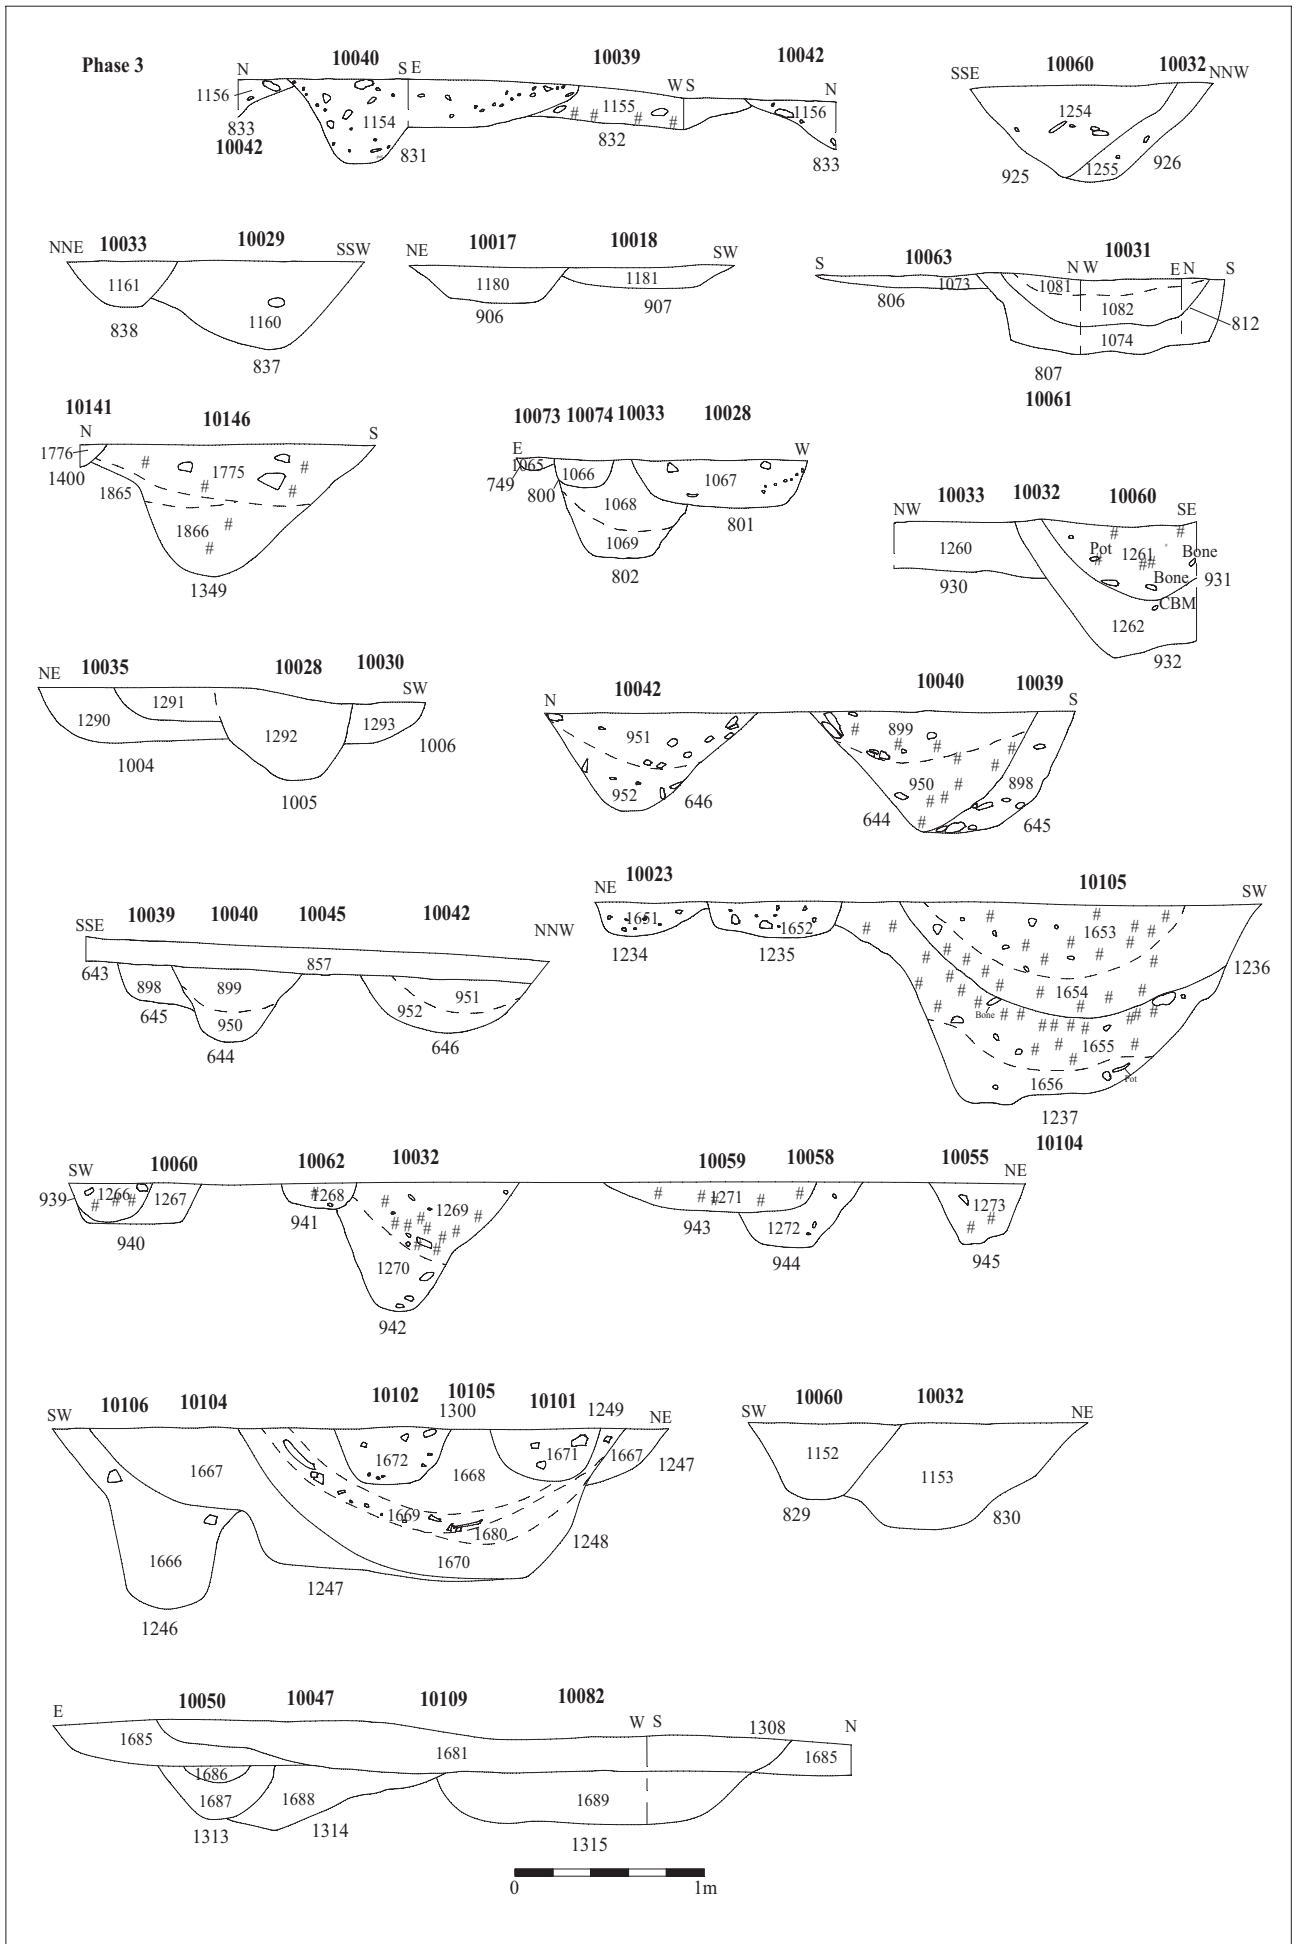 Phase 3
N 10040 S E 10039 W S 10042 N
1156 1154 1155 1156
833 831 832 833
10042
SSE 10060 10032 NNW
1254
1255
925 926
NNE 10033 10029 SSW
1161 1160
838 837
NE 10017 10018 SW
1180 1181
906 907
S 10063 N W 10031 E N S
1073 1081
806 1082 812
1074
807
10061
10141 10146
N S
1776 1775
1400 1865
1866
1349
10073 10074 10033 10028
E W
1065 1066 1067
749 800 1068 801
1069
802
10033 10032 10060
NW SE
1260 Pot 1261 Bone
930 Bone 931
CBM
1262
932
NE 10035 10028 10030 SW
1291
1290 1292 1293
1004 1006
1005
N 10042 10040 10039 S
951 899
952 950 898
646 644 645
SSE 10039 10040 10045 10042 NNW
857
643 898 899 951
645 950 952
644 646
NE 10023 10105 SW
1651 1652 1653
1234 1235 1236
1654
Bone
1655
1656 Pot
1237
10104
SW 10060 10062 10032 10059 10058 10055 NE
939 1266 1267 1268 1269 1271 1273
940 941 1270 943 1272 945
942 944
SW 10106 10104 10102 10105 10101 1249 NE
1300
1667 1672 1668 1671 1667 1247
1669
1680
1666 1670 1248
1247
1246
SW 10060 10032 NE
1152 1153
829 830
E 10050 10047 10109 10082 W S 1308 N
1685 1681 1685
1686
1687 1688 1689
1313 1314 1315
0 1m